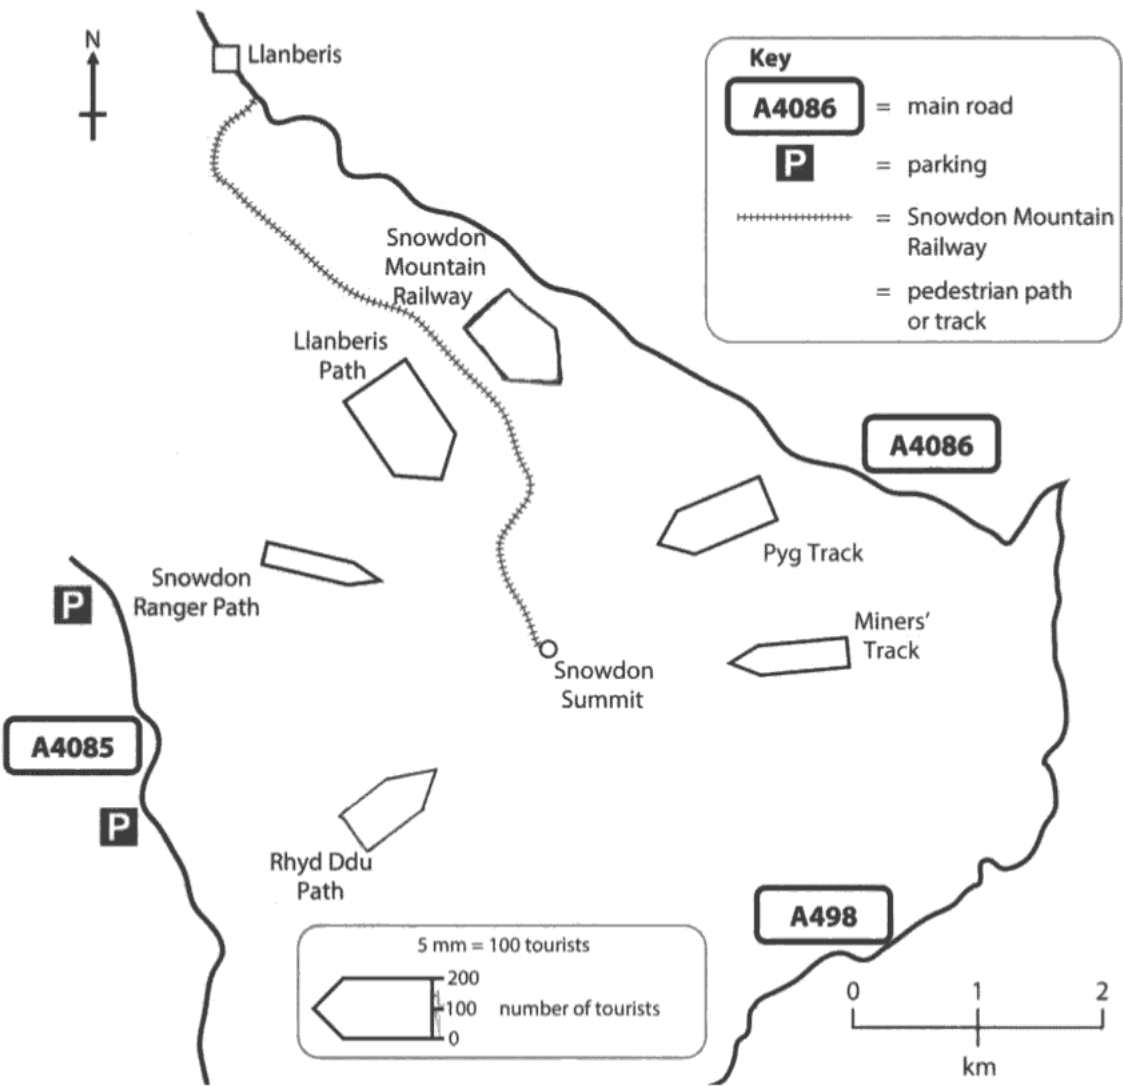 N
Llanberis
Key
A4086
= main road
P
= parking
= Snowdon Mountain
Railway
= pedestrian path
or track
Snowdon
Mountain
Railway
Llanberis
Path
A4086
Pyg Track
Snowdon
Ranger Path
P
Miners'
Track
Snowdon
Summit
A4085
P
Rhyd Ddu
Path
A498
5 mm = 100 tourists
200
100 number of tourists
0
0 1 2
km